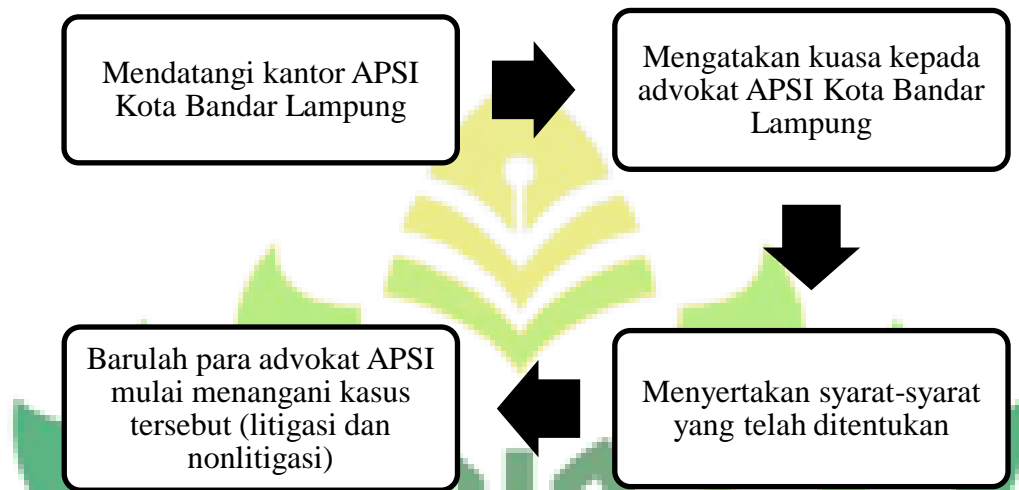 Mendatangi kantor APSI
Kota Bandar Lampung
Mengatakan kuasa kepada
advokat APSI Kota Bandar
Lampung
Menyertakan syarat-syarat
yang telah ditentukan
Barulah para advokat APSI
mulai menangani kasus
tersebut (litigasi dan
nonlitigasi)